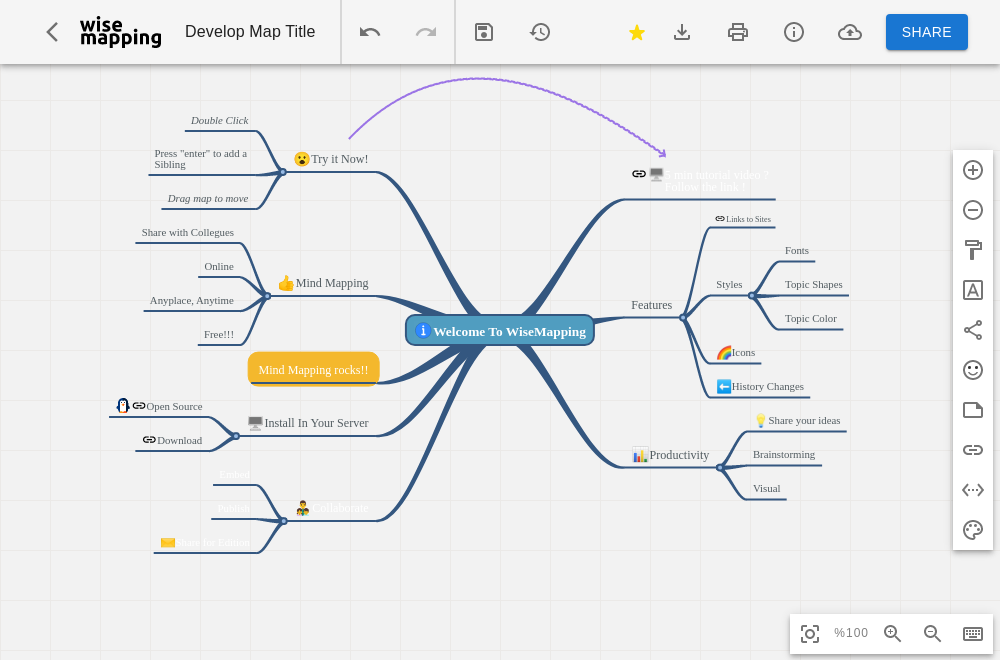 wise
mapping
Develop Map Title
SHARE
Double Click
Press "enter" to add a
Sibling
Drag map to move
Try it Now!
Share with Collegues
Online
Anyplace, Anytime
Free!!!
Mind Mapping
Mind Mapping rocks!!
Open Source
Download
Install In Your Server
Embed
Publish
Share for Edition
Collaborate
Welcome To WiseMapping
5 min tutorial video ?
Follow the link !
Links to Sites
Fonts
Styles
Topic Shapes
Topic Color
Features
Icons
History Changes
Share your ideas
Productivity
Brainstorming
Visual
%100